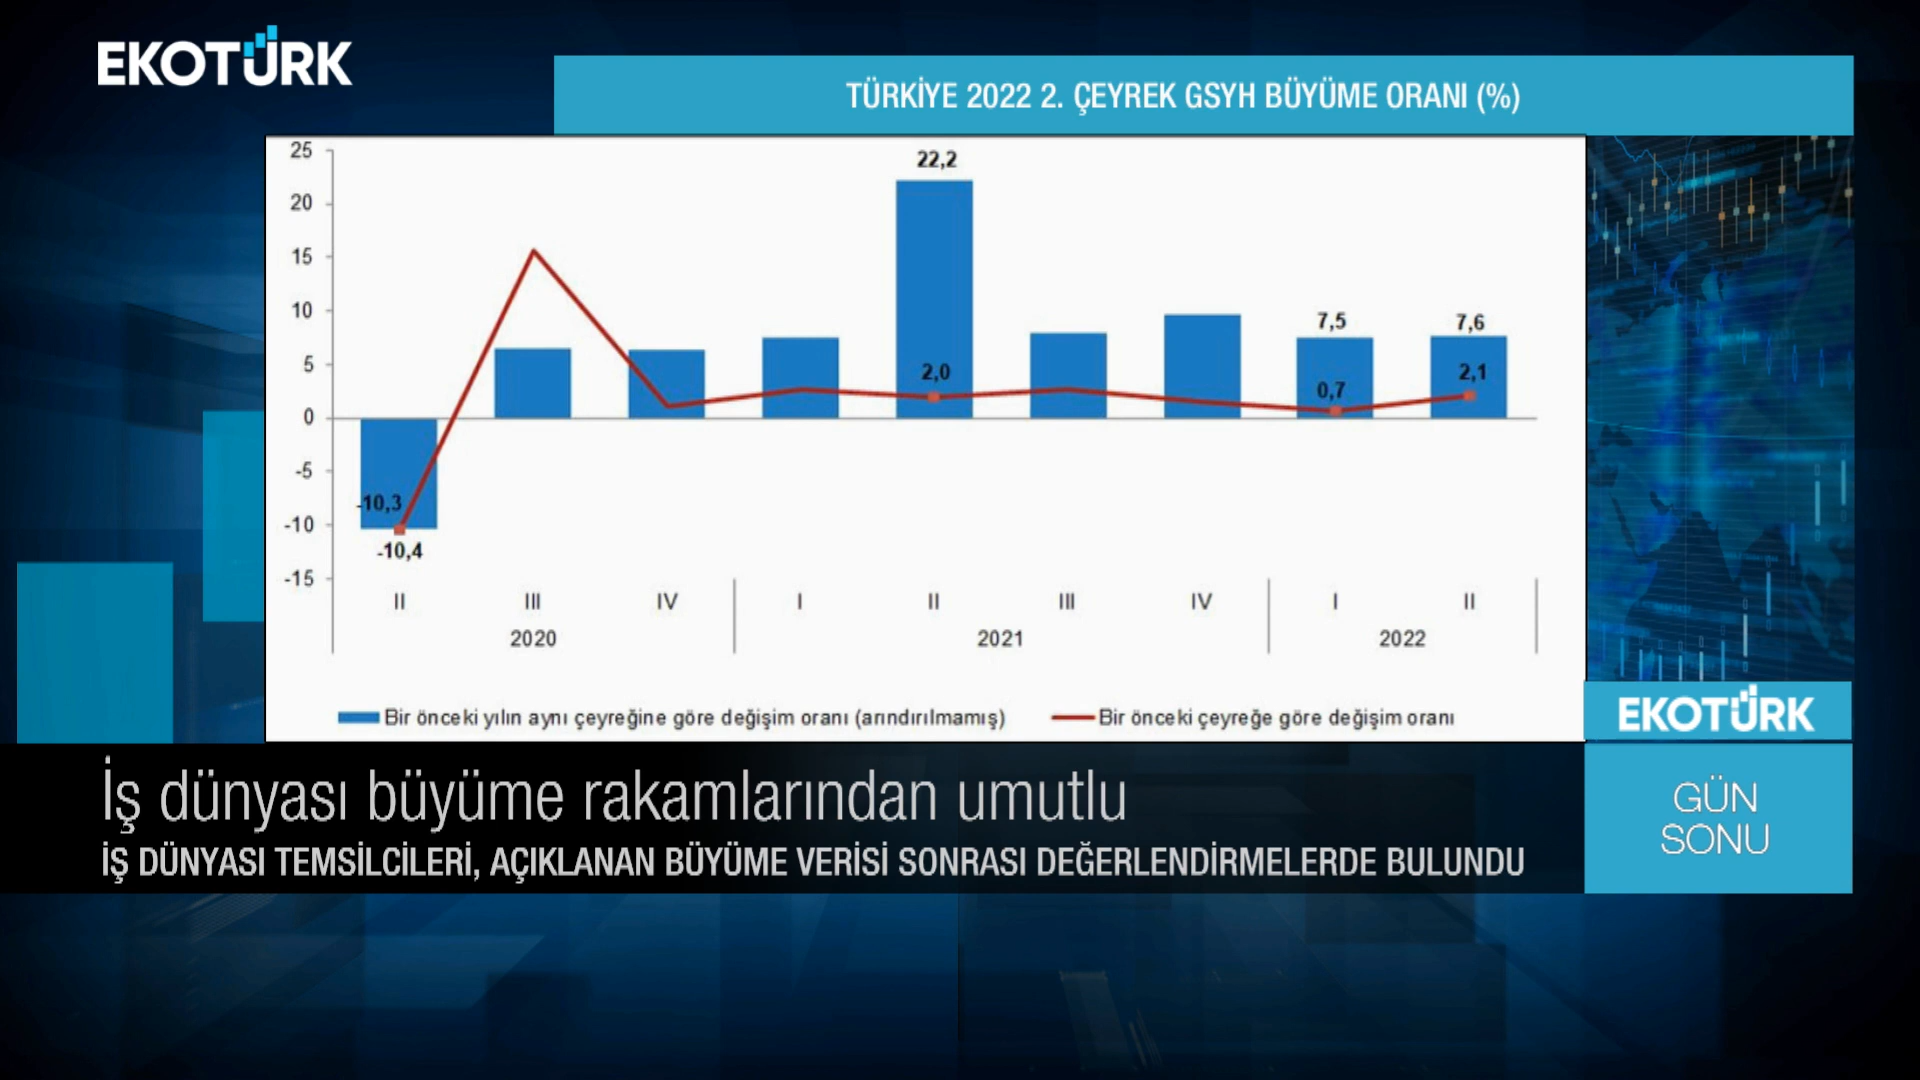 EKOTÜRK
TÜRKİYE 2022 2. ÇEYREK GSYH BÜYÜME ORANI (%)
25
20
15
10
5
0
-5
-10
-15
22,2
7,5
7,6
2,0
0,7
2,1
-10,3
-10,4
II III IV I II III IV I II
2020 2021 2022
Bir önceki yılın aynı çeyreğine göre değişim oranı (arındırılmamış) Bir önceki çeyreğe göre değişim oranı
EKOTÜRK
İş dünyası büyüme rakamlarından umutlu
İŞ DÜNYASI TEMSİLCİLERİ, AÇIKLANAN BÜYÜME VERİSİ SONRASI DEĞERLENDİRMELERDE BULUNDU
GÜN
SONU